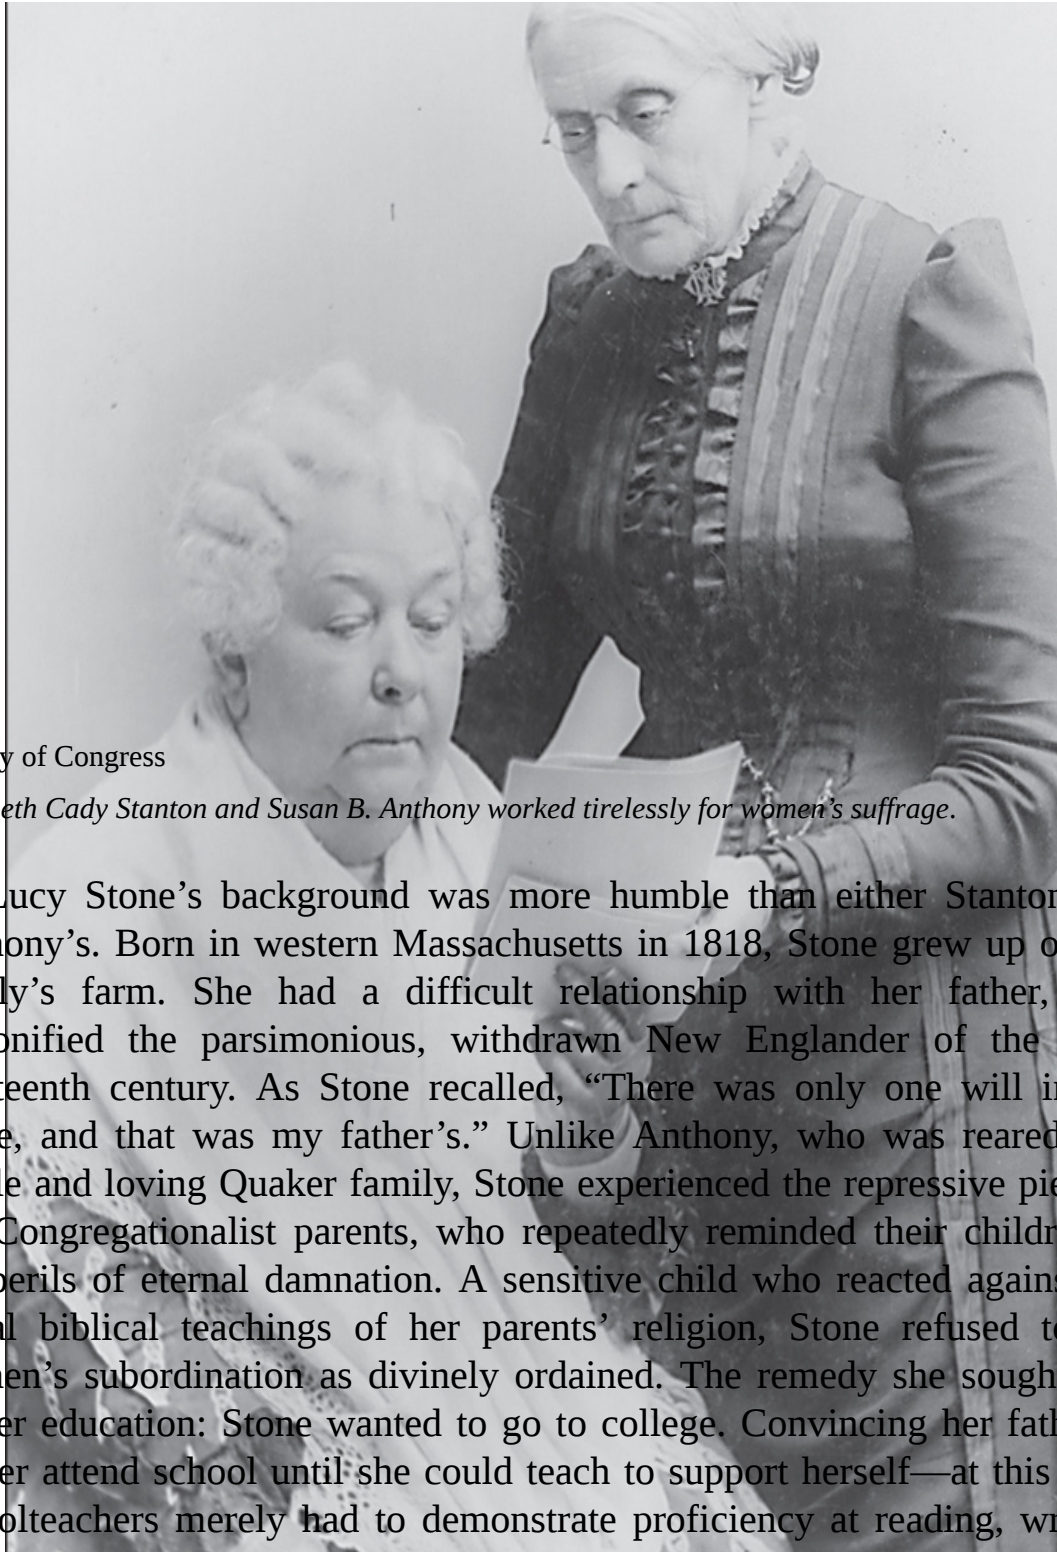 y of Congress
eth Cady Stanton and Susan B. Anthony worked tirelessly for women’s suffrage.
Lucy Stone’s background was more humble than either Stanton
ony’s. Born in western Massachusetts in 1818, Stone grew up o
ly’s farm. She had a difficult relationship with her father,
onified the parsimonious, withdrawn New Englander of the
teenth century. As Stone recalled, “There was only one will in
e, and that was my father’s.” Unlike Anthony, who was reared
le and loving Quaker family, Stone experienced the repressive pie
Congregationalist parents, who repeatedly reminded their childr
perils of eternal damnation. A sensitive child who reacted agains
al biblical teachings of her parents’ religion, Stone refused to
en’s subordination as divinely ordained. The remedy she sough
er education: Stone wanted to go to college. Convincing her fath
er attend school until she could teach to support herself—at this
olteachers merely had to demonstrate proficiency at reading, wr